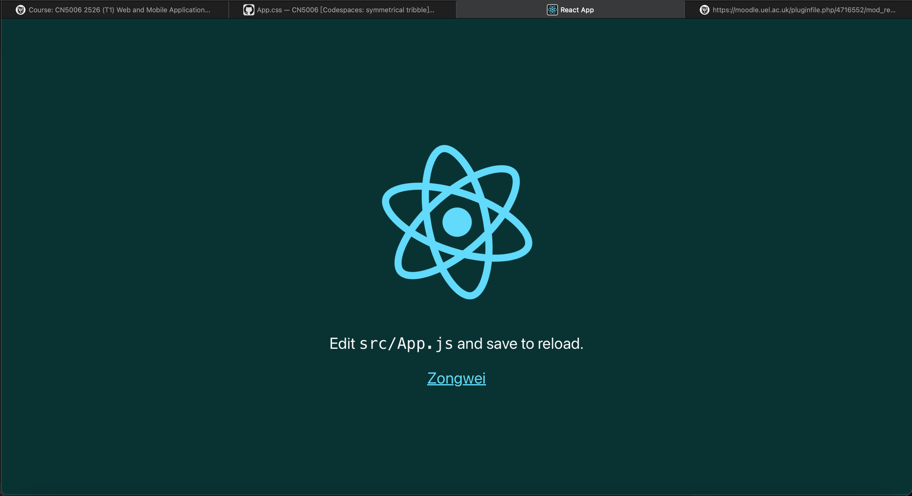 Course: CN5006 2526 (T1) Web and Mobile Application...
App.css — CN5006 [Codespaces: symmetrical tribble]...
React App
https://moodle.uel.ac.uk/pluginfile.php/4716552/mod_re...
Edit src/App.js and save to reload.
Zongwei